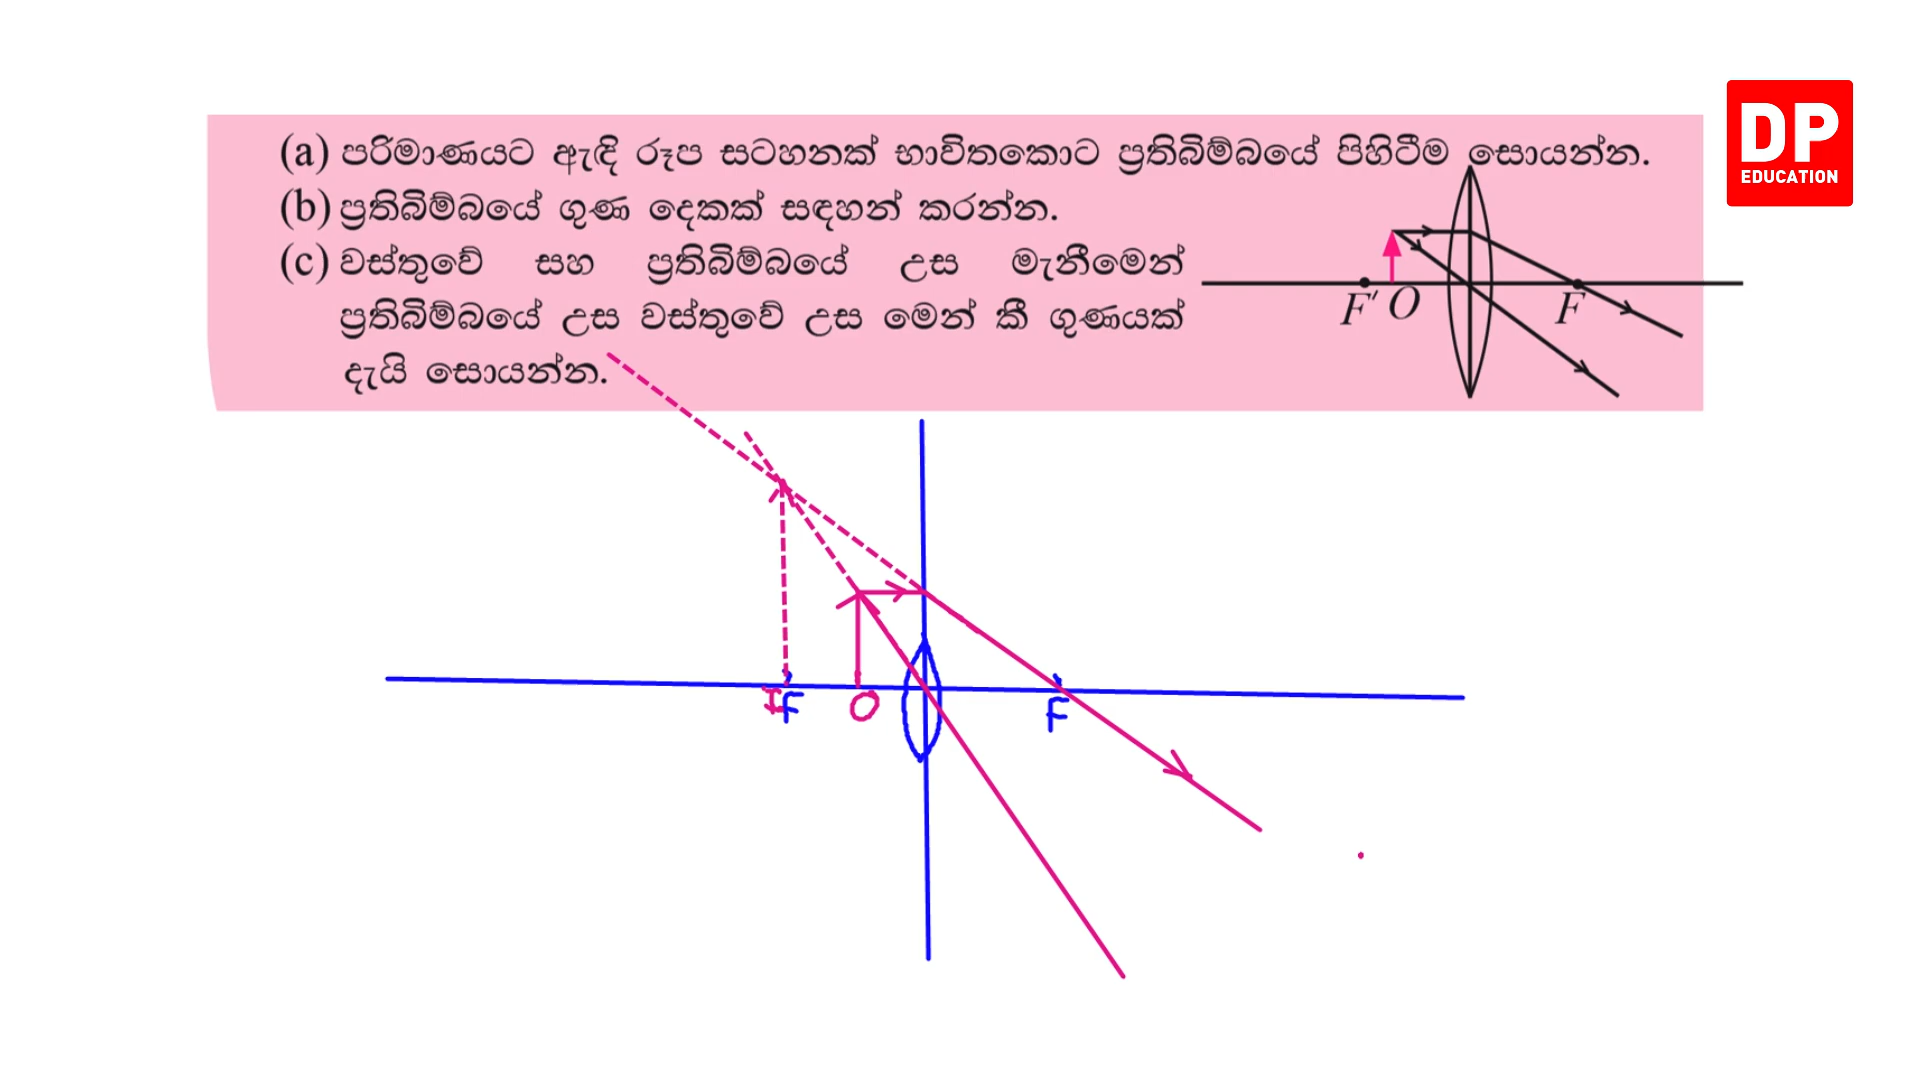 (a) පරිමාණයට ඇඳි රූප සටහනක් භාවිතකොට ප්‍රතිබිම්බයේ පිහිටීම සොයන්න.
(b) ප්‍රතිබිම්බයේ ගුණ දෙකක් සඳහන් කරන්න.
(c) වස්තුවේ සහ ප්‍රතිබිම්බයේ උස මැනීමෙන්
ප්‍රතිබිම්බයේ උස වස්තුවේ උස මෙන් කී ගුණයක්
දැයි සොයන්න.
F′ O F
DP
EDUCATION
I F O F